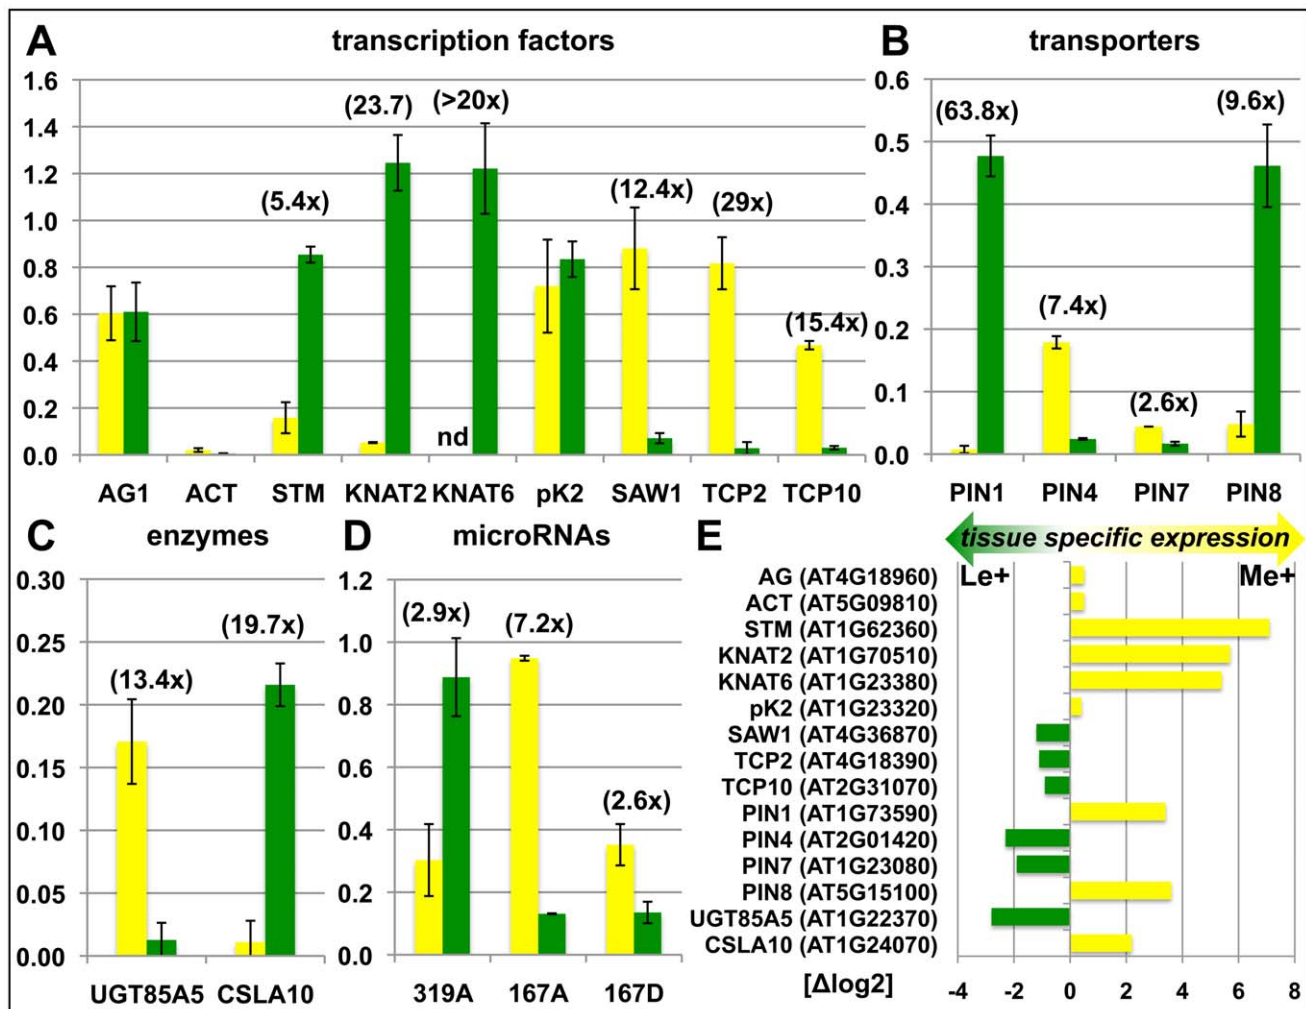 A transcription factors
1.6
1.4
1.2
1.0
0.8
0.6
0.4
0.2
0.0
(5.4x)
(23.7)
(>20x)
(12.4x)
(29x)
(15.4x)
nd
AG1 ACT STM KNAT2 KNAT6 pK2 SAW1 TCP2 TCP10
B transporters
0.6
0.5
0.4
0.3
0.2
0.1
0.0
(63.8x)
(7.4x)
(2.6x)
(9.6x)
PIN1 PIN4 PIN7 PIN8
C enzymes
0.30
0.25
0.20
0.15
0.10
0.05
0.00
(13.4x)
(19.7x)
UGT85A5 CSLA10
D microRNAs
1.2
1.0
0.8
0.6
0.4
0.2
0.0
(2.9x)
(7.2x)
(2.6x)
319A 167A 167D
E tissue specific expression
Le+ Me+
AG (AT4G18960)
ACT (AT5G09810)
STM (AT1G62360)
KNAT2 (AT1G70510)
KNAT6 (AT1G23380)
pK2 (AT1G23320)
SAW1 (AT4G36870)
TCP2 (AT4G18390)
TCP10 (AT2G31070)
PIN1 (AT1G73590)
PIN4 (AT2G01420)
PIN7 (AT1G23080)
PIN8 (AT5G15100)
UGT85A5 (AT1G22370)
CSLA10 (AT1G24070)
[Δlog2] -4 -2 0 2 4 6 8